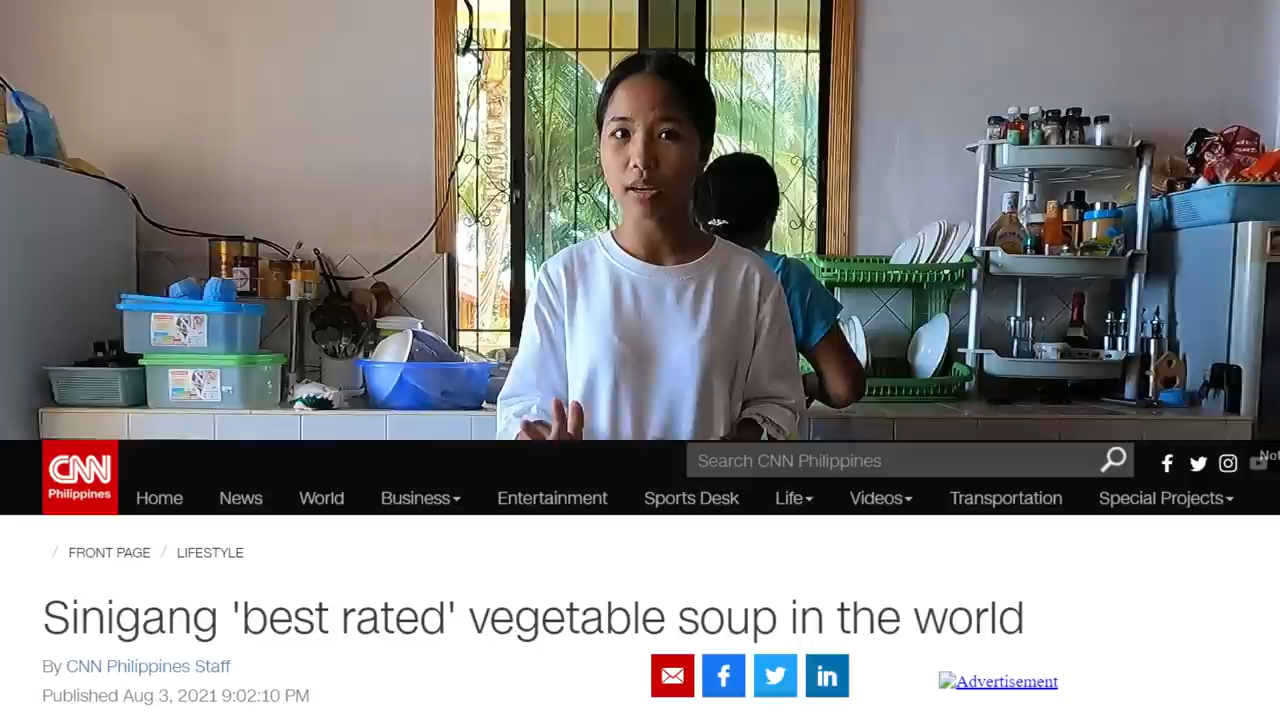 CNN
Philippines
Search CNN Philippines
Not
Home News World Business Entertainment Sports Desk Life Videos Transportation Special Projects
/ FRONT PAGE / LIFESTYLE
Sinigang 'best rated' vegetable soup in the world
By CNN Philippines Staff
Published Aug 3, 2021 9:02:10 PM
Advertisement